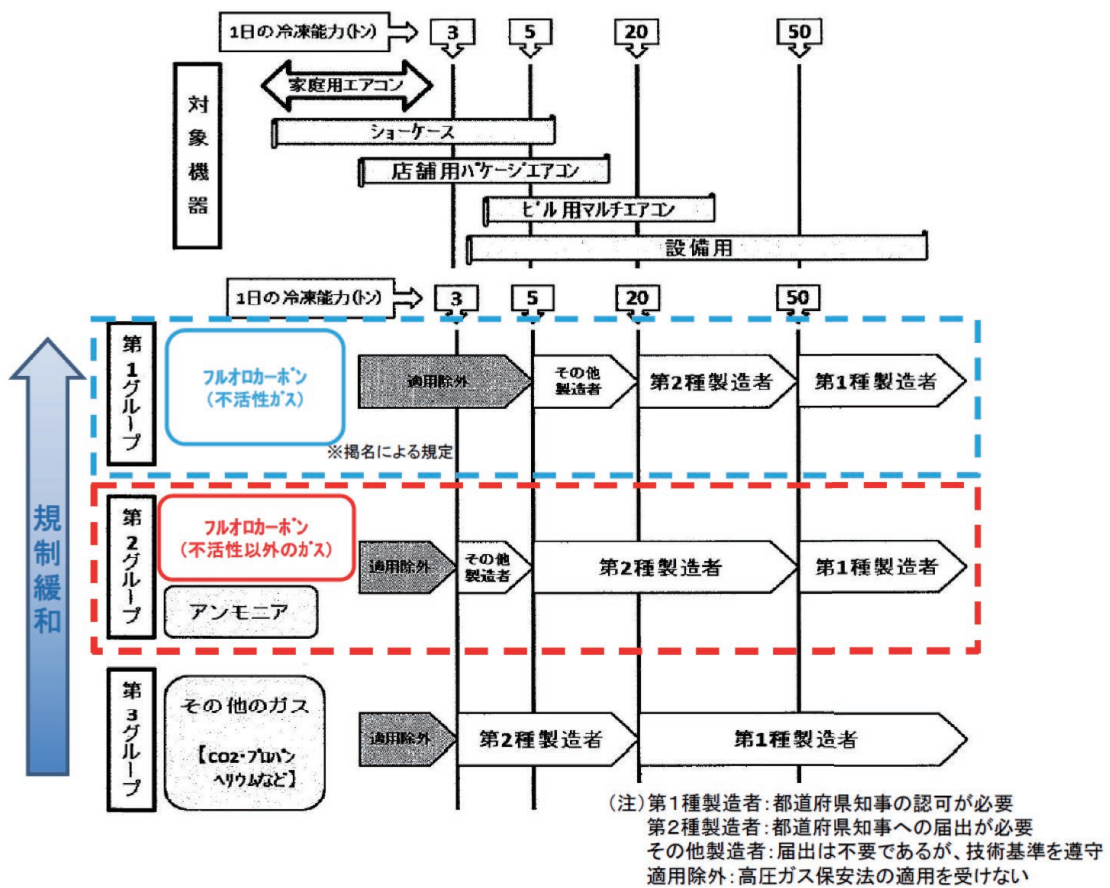 1日の冷凍能力(トン)
3
5
20
50
対象機器
家庭用エアコン
ショーケース
店舗用パケージエアコン
ビル用マルチエアコン
設備用
1日の冷凍能力(トン)
3
5
20
50
規制緩和
第1グループ
フルオロカーボン
(不活性ガス)
適用除外
その他
製造者
第2種製造者
第1種製造者
※掲名による規定
第2グループ
フルオロカーボン
(不活性以外のガス)
アンモニア
適用除外
その他
製造者
第2種製造者
第1種製造者
第3グループ
その他のガス
【CO2・プロパン
ヘリウムなど】
適用除外
第2種製造者
第1種製造者
(注)第1種製造者:都道府県知事の認可が必要
第2種製造者:都道府県知事への届出が必要
その他製造者:届出は不要であるが、技術基準を遵守
適用除外:高圧ガス保安法の適用を受けない